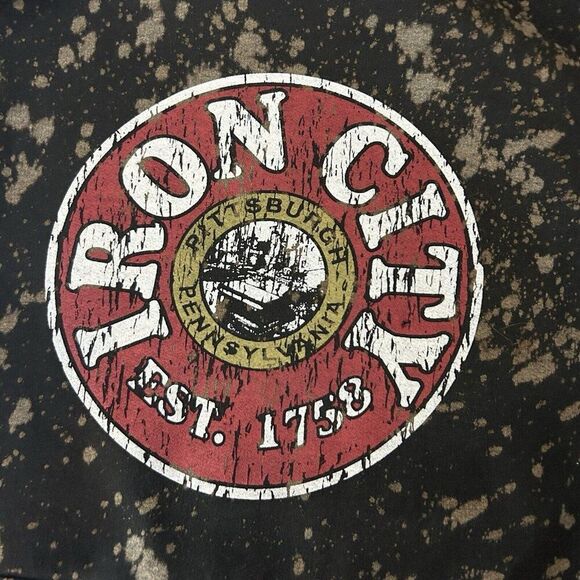 IRON CITY
PITTSBURGH
PENNSYLVANIA
EST. 1758